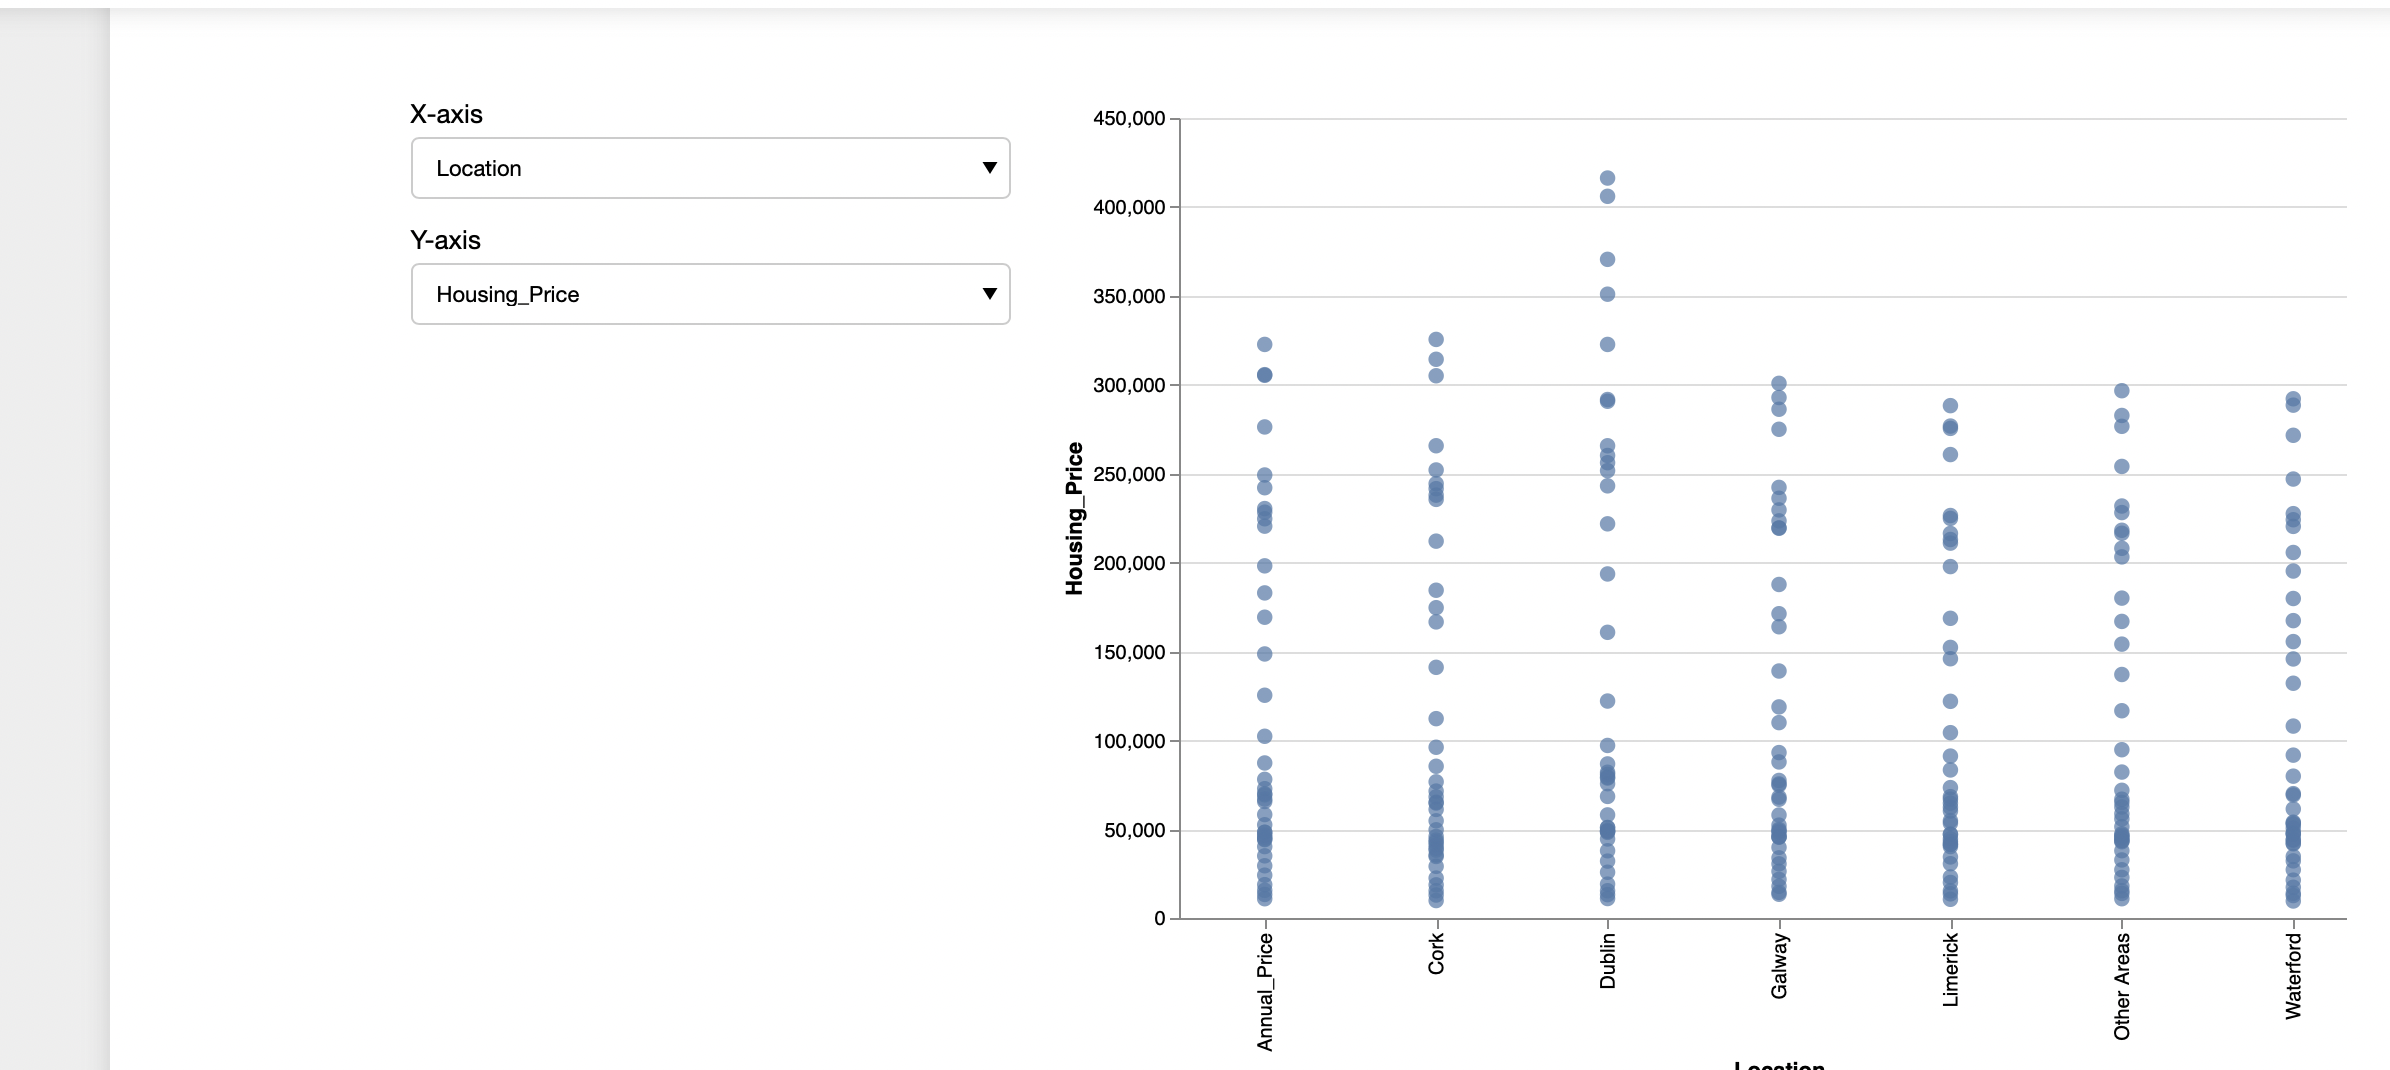 X-axis
Location
Y-axis
Housing_Price
Housing_Price
450,000
400,000
350,000
300,000
250,000
200,000
150,000
100,000
50,000
0
Annual_Price
Cork
Dublin
Galway
Limerick
Other Areas
Waterford
Location